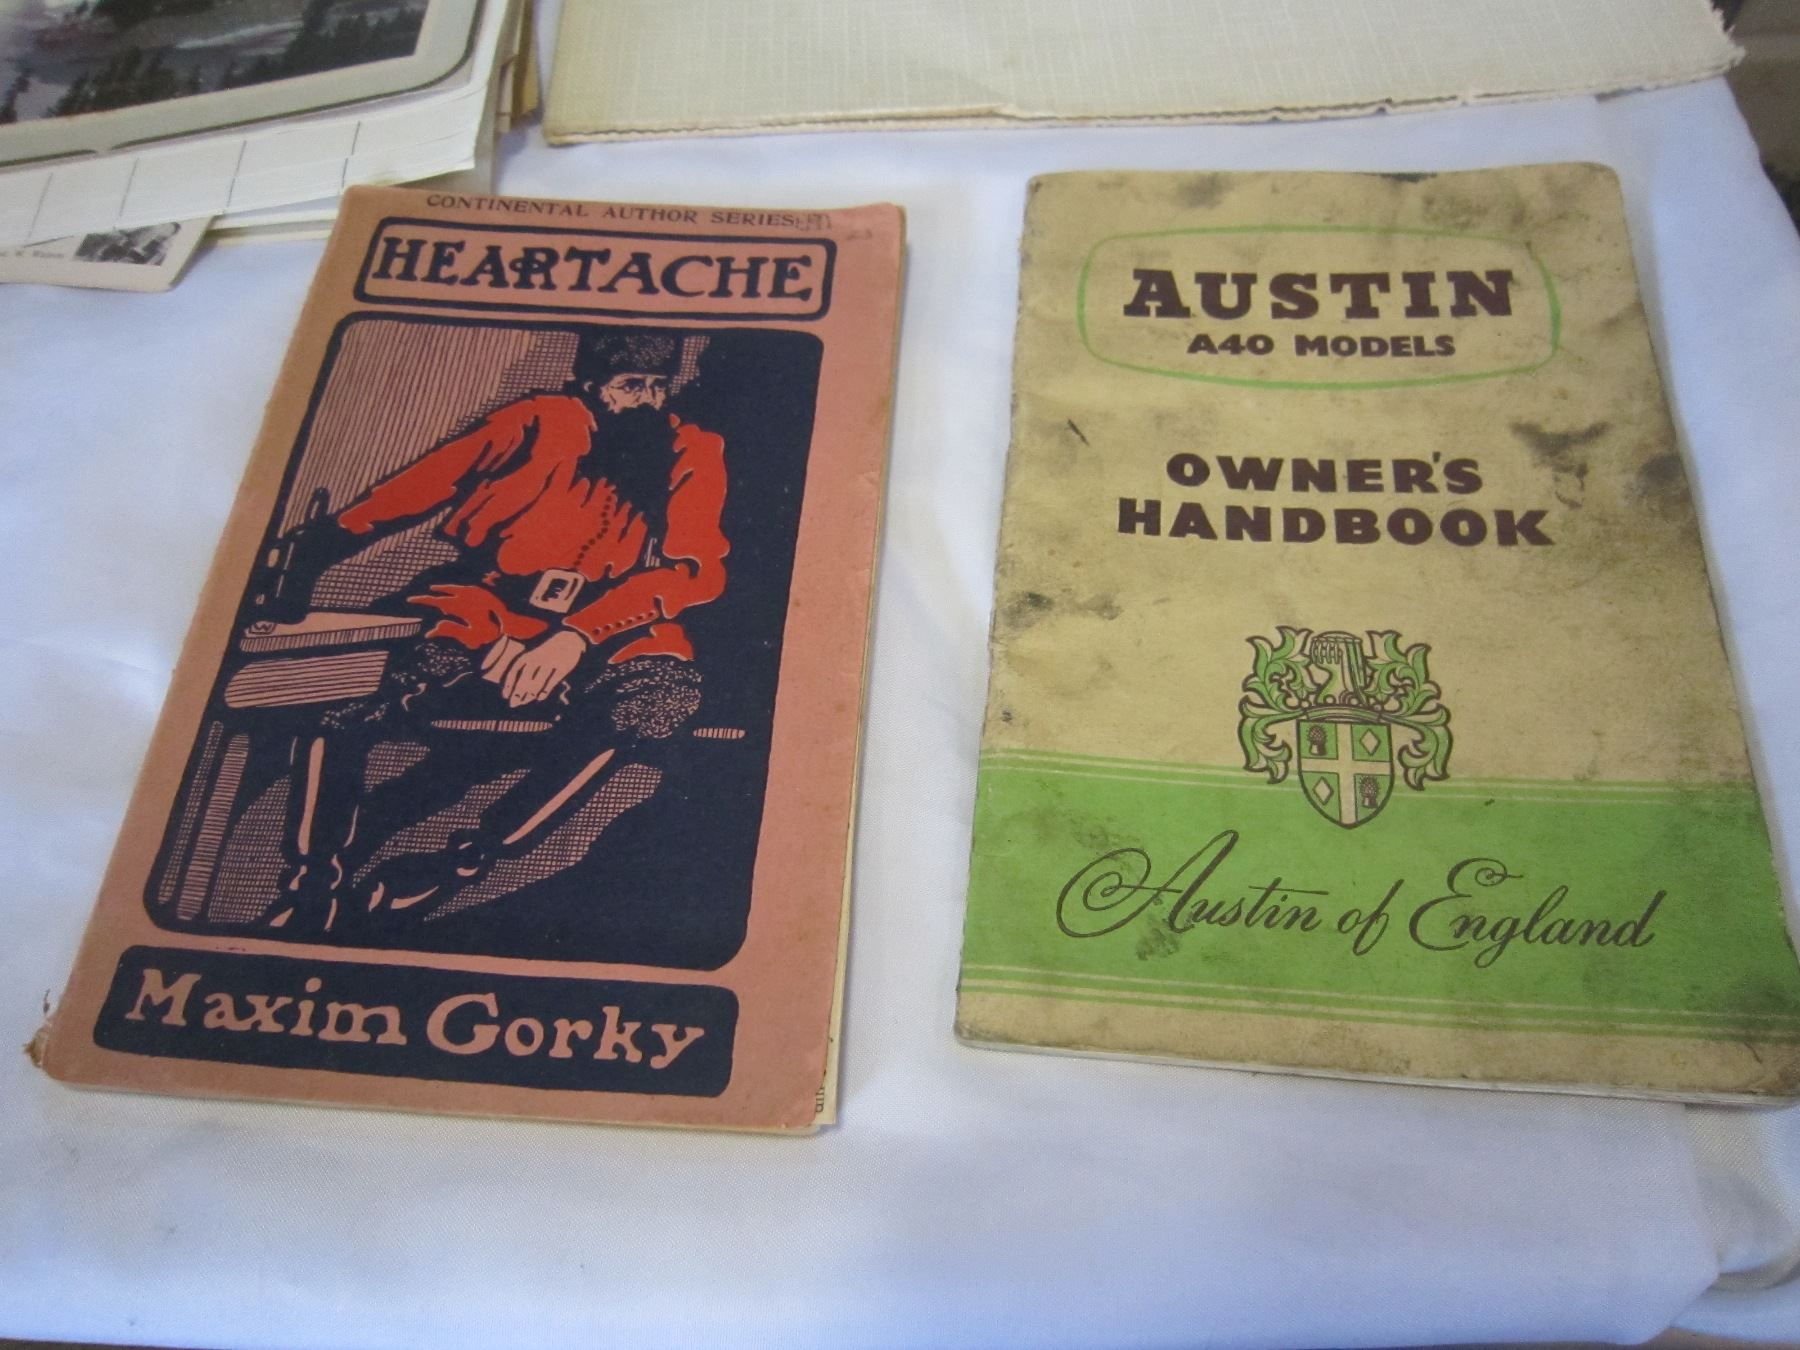 CONTINENTAL AUTHOR SERIES
HEARTACHE
Maxim Gorky
AUSTIN
A40 MODELS
OWNER'S
HANDBOOK
Austin of England